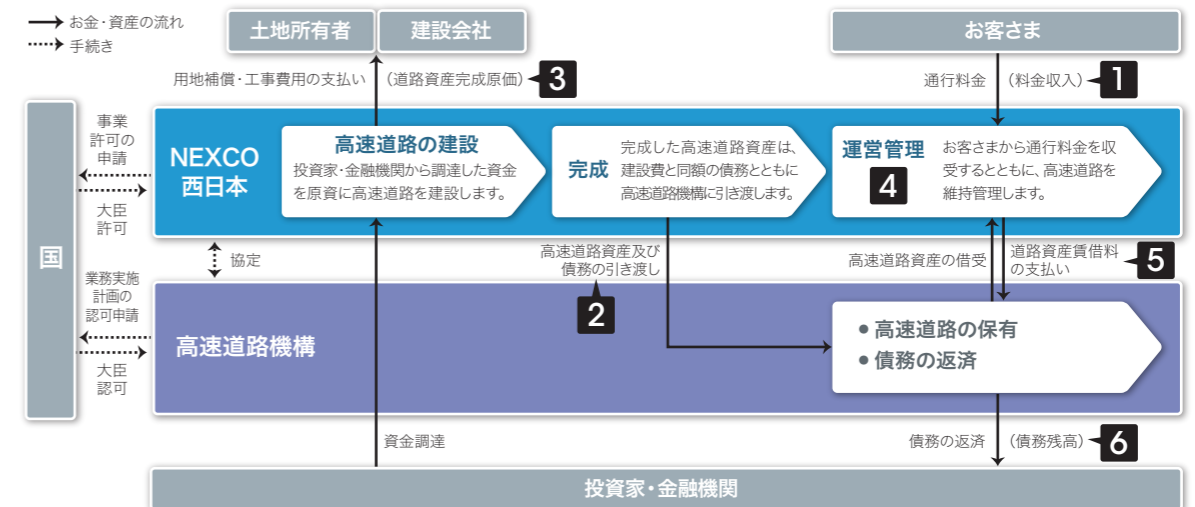 お金・資産の流れ
手続き
土地所有者
建設会社
お客さま
用地補償・工事費用の支払い
(道路資産完成原価)
3
通行料金
(料金収入)
1
国
事業
許可の
申請
大臣
許可
業務実施
計画の
認可申請
大臣
認可
NEXCO
西日本
高速道路の建設
投資家・金融機関から調達した資金
を原資に高速道路を建設します。
完成
完成した高速道路資産は、
建設費と同額の債務とともに
高速道路機構に引き渡します。
運営管理
4
お客さまから通行料金を収
受するとともに、高速道路を
維持管理します。
協定
高速道路資産及び
債務の引き渡し
2
高速道路資産の借受
道路資産賃借料
の支払い
5
高速道路機構
● 高速道路の保有
● 債務の返済
資金調達
債務の返済
(債務残高)
6
投資家・金融機関